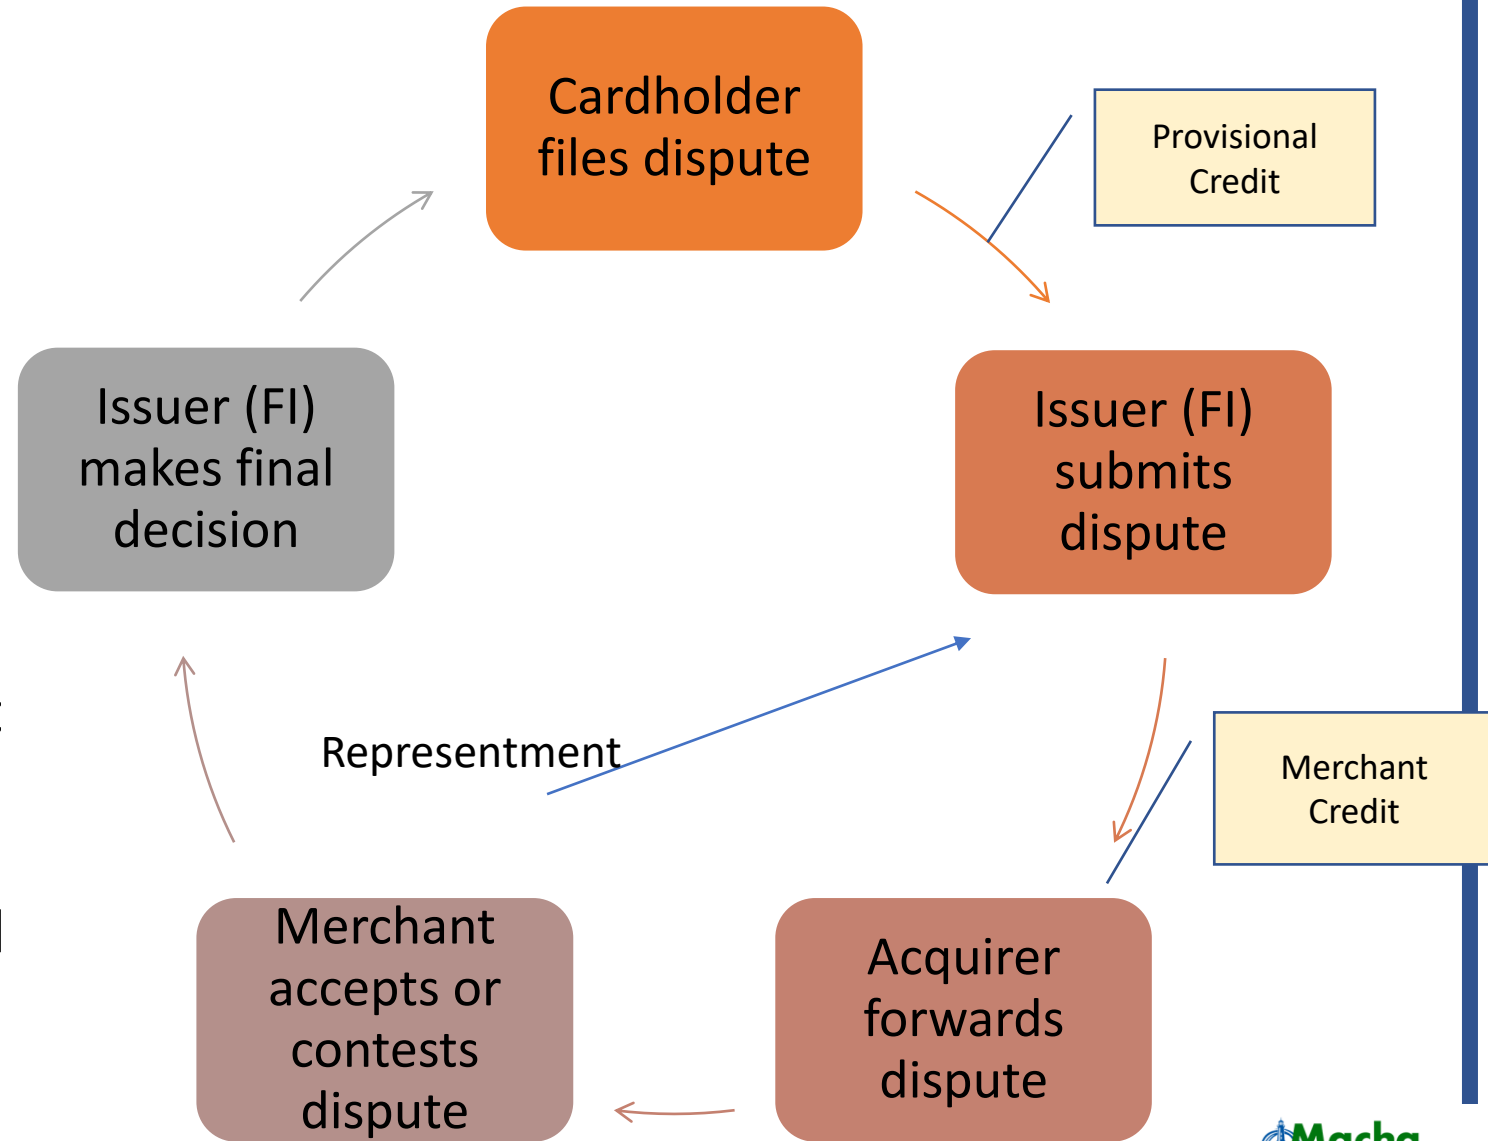 Cardholder
files dispute
Provisional
Credit
Issuer (FI)
submits
dispute
Merchant
Credit
Acquirer
forwards
dispute
Merchant
accepts or
contests
dispute
Issuer (FI)
makes final
decision
Representment
Macha